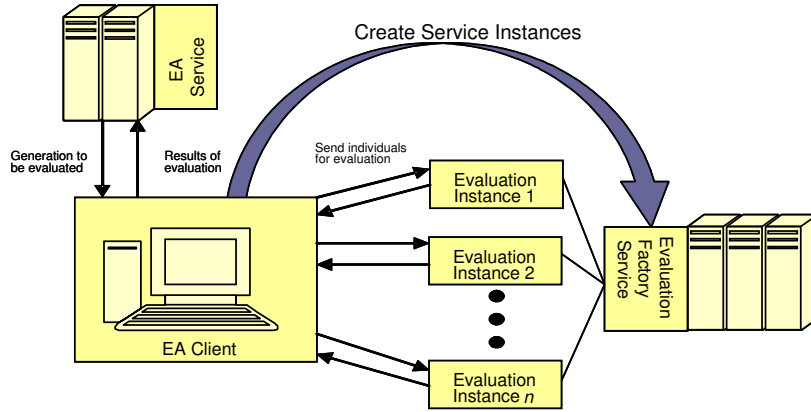 Create Service Instances
EA
Service
Generation to
be evaluated
Results of
evaluation
Send individuals
for evaluation
Evaluation
Instance 1
Evaluation
Instance 2
Evaluation
Instance n
Evaluation
Factory
Service
EA Client